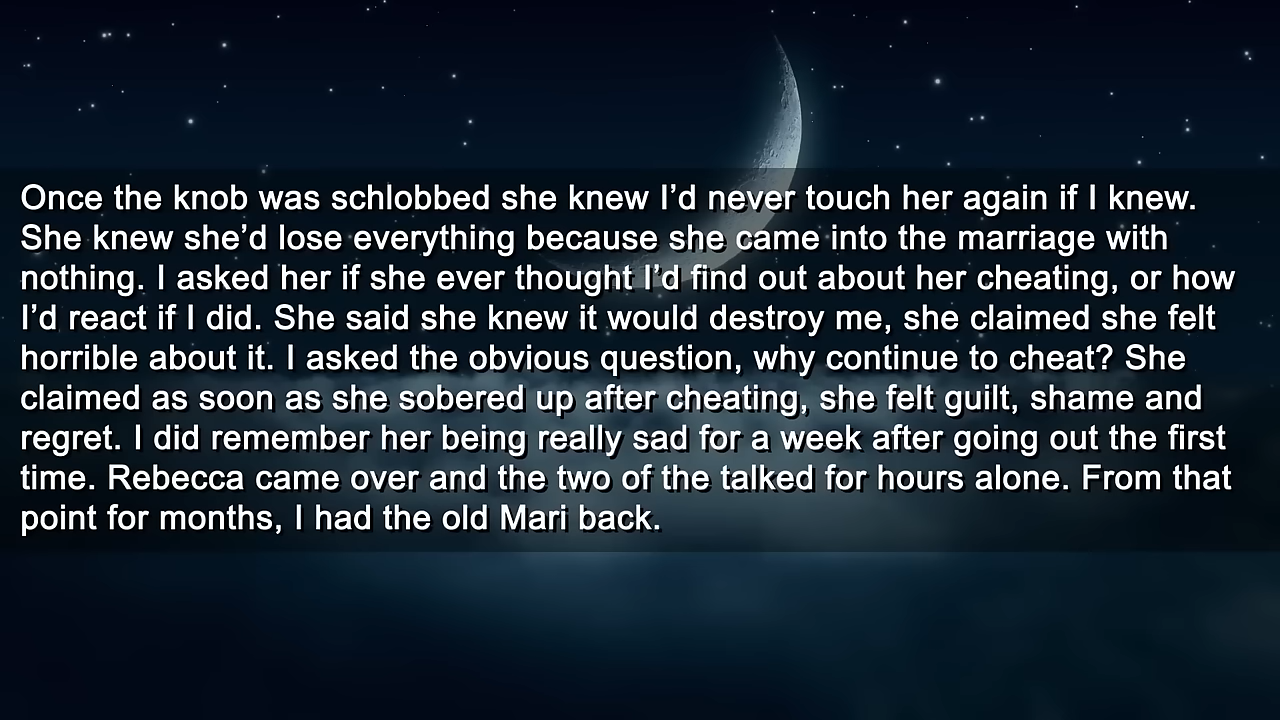 Once the knob was schlobbed she knew I’d never touch her again if I knew.
She knew she’d lose everything because she came into the marriage with
nothing. I asked her if she ever thought I’d find out about her cheating, or how
I’d react if I did. She said she knew it would destroy me, she claimed she felt
horrible about it. I asked the obvious question, why continue to cheat? She
claimed as soon as she sobered up after cheating, she felt guilt, shame and
regret. I did remember her being really sad for a week after going out the first
time. Rebecca came over and the two of the talked for hours alone. From that
point for months, I had the old Mari back.